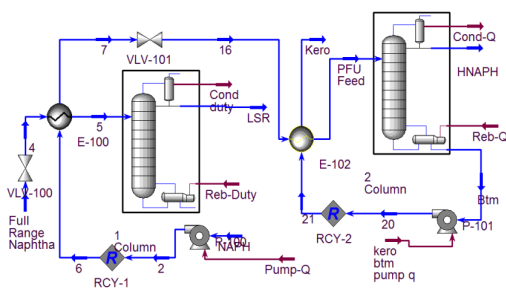 7
VLV-101
16
Kero
Cond-Q
PFU
Feed
HNAPH
Cond
duty
LSR
4
5
E-100
E-102
Reb-Q
VLV-100
Reb-Duty
2
Column
Btm
Full
Range
Naphtha
1
Column
21
RCY-2
20
P-101
P-100
NAPH
kero
btm
pump q
6
RCY-1
2
Pump-Q
R
R